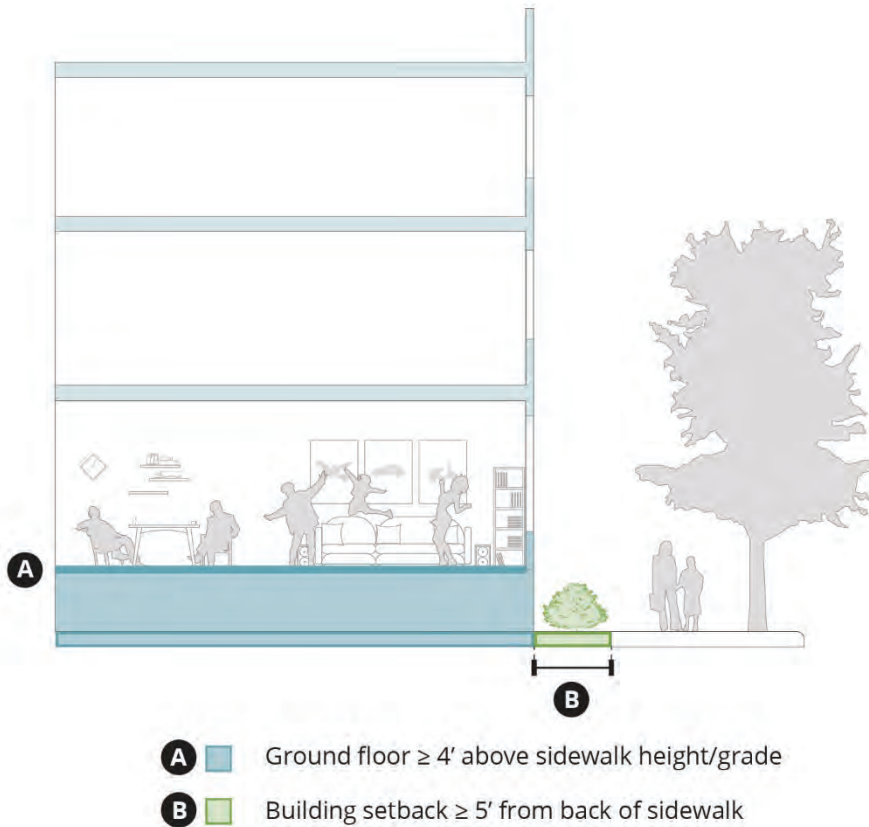 A
B
A Ground floor ≥ 4’ above sidewalk height/grade
B Building setback ≥ 5’ from back of sidewalk